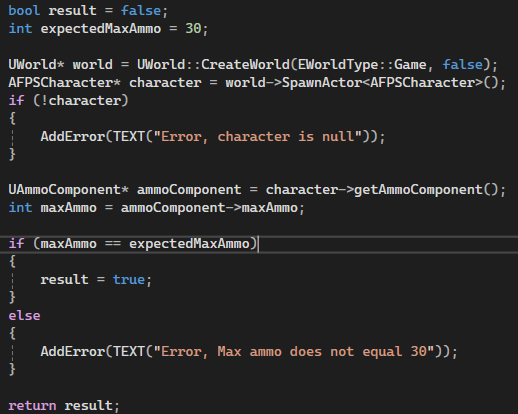 bool result = false;
int expectedMaxAmmo = 30;
UWorld* world = UWorld::CreateWorld(EWorldType::Game, false);
AFPSCharacter* character = world->SpawnActor<AFPSCharacter>();
if (!character)
{
    AddError(TEXT("Error, character is null"));
}
UAmmoComponent* ammoComponent = character->getAmmoComponent();
int maxAmmo = ammoComponent->maxAmmo;
if (maxAmmo == expectedMaxAmmo)
{
    result = true;
}
else
{
    AddError(TEXT("Error, Max ammo does not equal 30"));
}
return result;